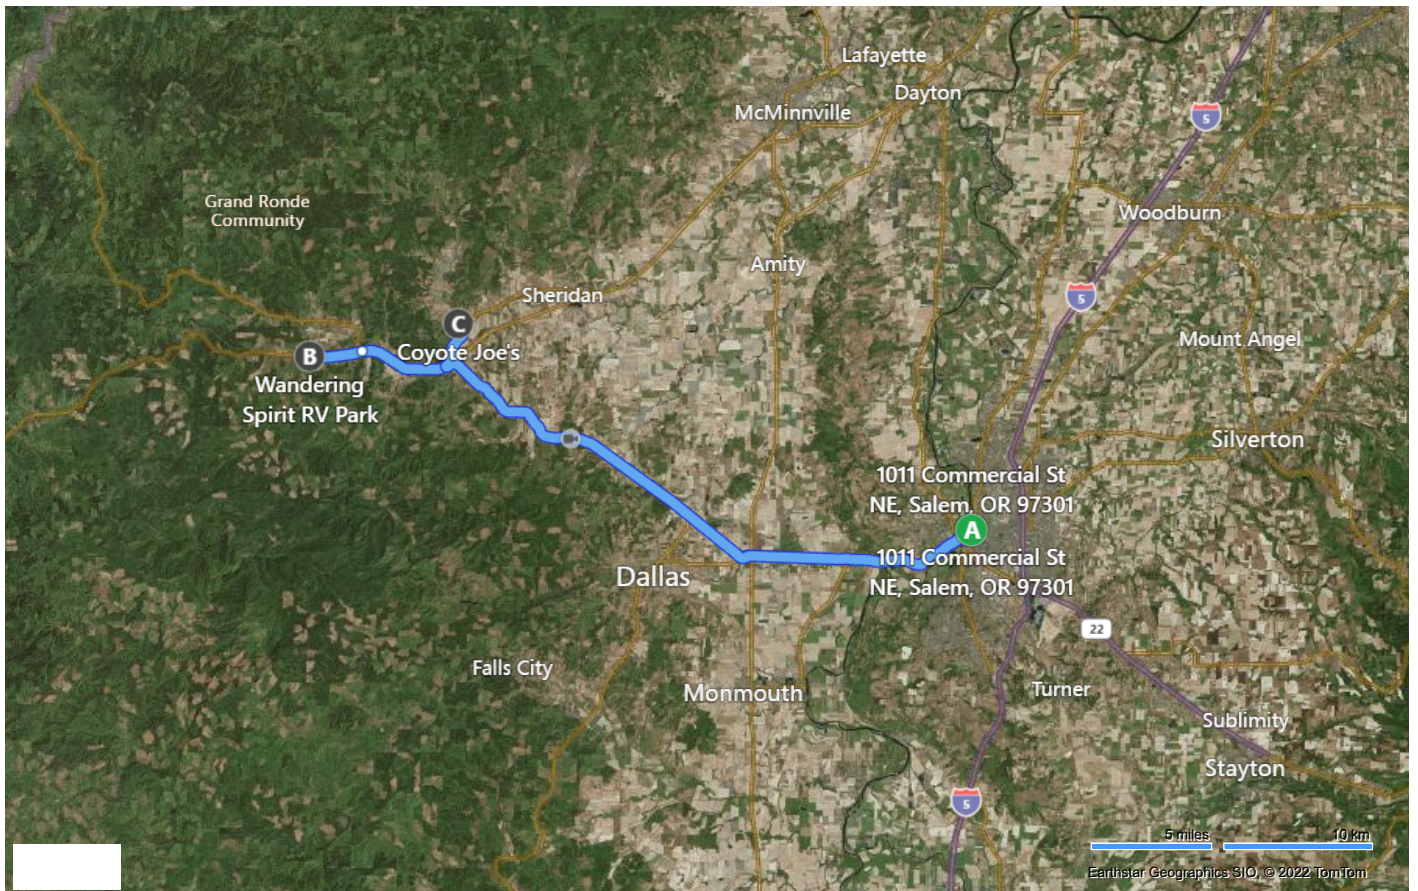 Lafayette
Dayton
McMinnville
5
Grand Ronde
Community
Woodburn
Amity
Sheridan
5
C
Mount Angel
B
Coyote Joe's
Wandering
Spirit RV Park
Silverton
1011 Commercial St
NE, Salem, OR 97301
A
1011 Commercial St
NE, Salem, OR 97301
Dallas
22
Falls City
Monmouth
Turner
Sublimity
Stayton
5
5 miles
10 km
Earthstar Geographics SIO, © 2022 TomTom